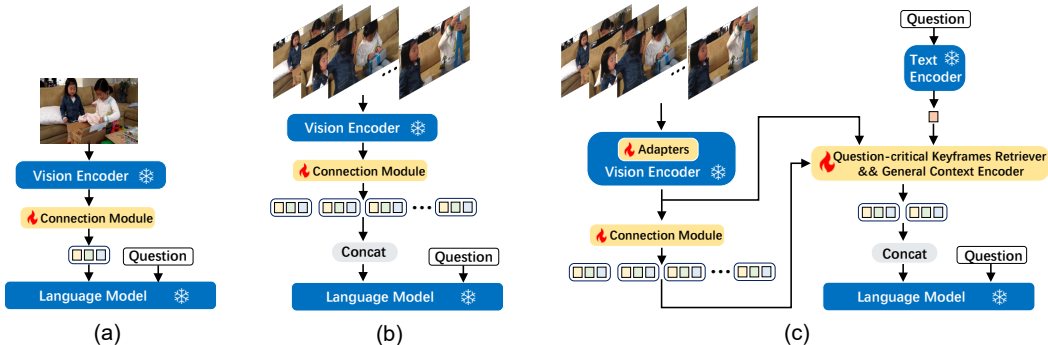 Vision Encoder
Connection Module
Question
Language Model
(a)
Vision Encoder
Connection Module
Concat
Question
Language Model
(b)
Adapters
Vision Encoder
Connection Module
Question
Text
Encoder
Question-critical Keyframes Retriever
&& General Context Encoder
Concat
Question
Language Model
(c)